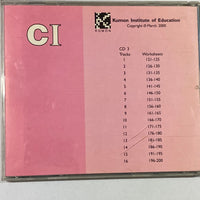 CI
KUMON
Kumon Institute of Education
Copyright © March 2000
CD 3
Tracks Worksheets
1 121-125
2 126-130
3 131-135
4 136-140
5 141-145
6 146-150
7 151-155
8 156-160
9 161-165
10 166-170
11 171-175
12 176-180
13 181-185
14 186-190
15 191-195
16 196-200